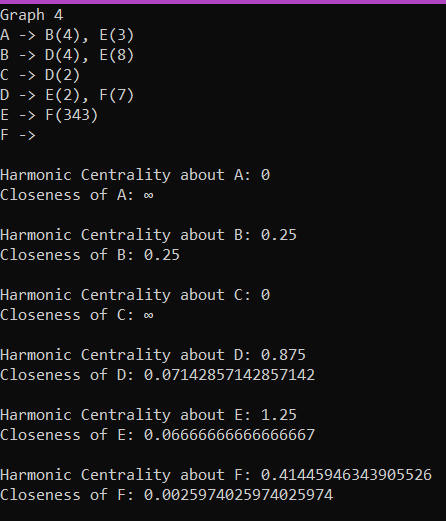 Graph 4
A -> B(4), E(3)
B -> D(4), E(8)
C -> D(2)
D -> E(2), F(7)
E -> F(343)
F ->
Harmonic Centrality about A: 0
Closeness of A: ∞
Harmonic Centrality about B: 0.25
Closeness of B: 0.25
Harmonic Centrality about C: 0
Closeness of C: ∞
Harmonic Centrality about D: 0.875
Closeness of D: 0.07142857142857142
Harmonic Centrality about E: 1.25
Closeness of E: 0.06666666666666667
Harmonic Centrality about F: 0.41445946343905526
Closeness of F: 0.0025974025974025974